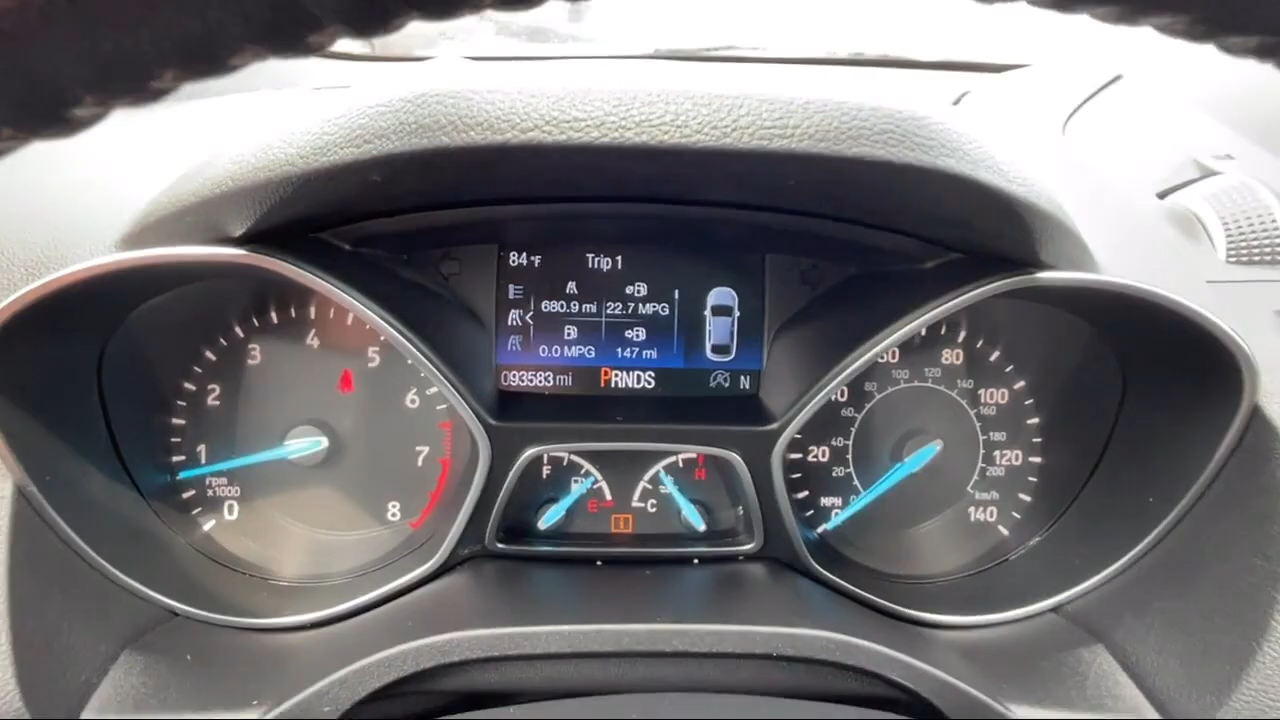 84 °F
Trip 1
680.9 mi
22.7 MPG
0.0 MPG
147 mi
093583 mi
PRNDS
N
0
1
2
3
4
5
6
7
8
rpm
x1000
F
E
C
H
i
20
80
100
120
140
MPH
20
40
60
80
100
120
140
160
180
200
km/h